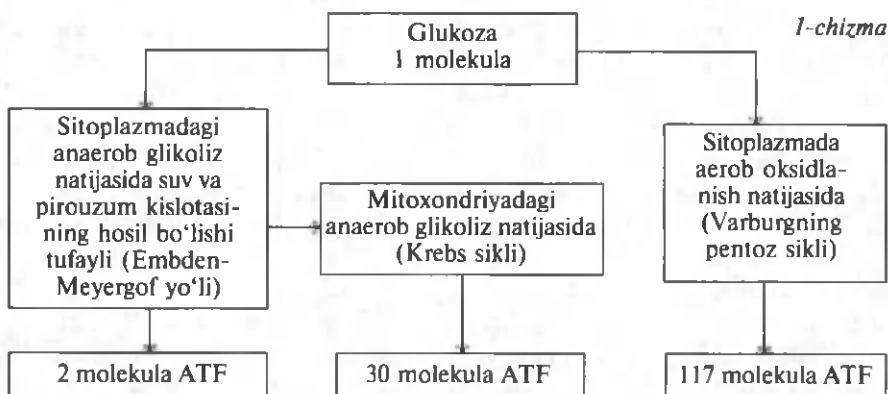 1-chizma
Glukoza
1 molekula
Sitoplazmadagi
anaerob glikoliz
natijasida suv va
pirouzum kislotasi-
ning hosil bo‘lishi
tufayli (Embden-
Meyergof yo‘li)
Mitoxondriyadagi
anaerob glikoliz natijasida
(Krebs sikli)
Sitoplazmada
aerob oksidla-
nish natijasida
(Varburgning
pentoz sikli)
2 molekula ATF
30 molekula ATF
117 molekula ATF